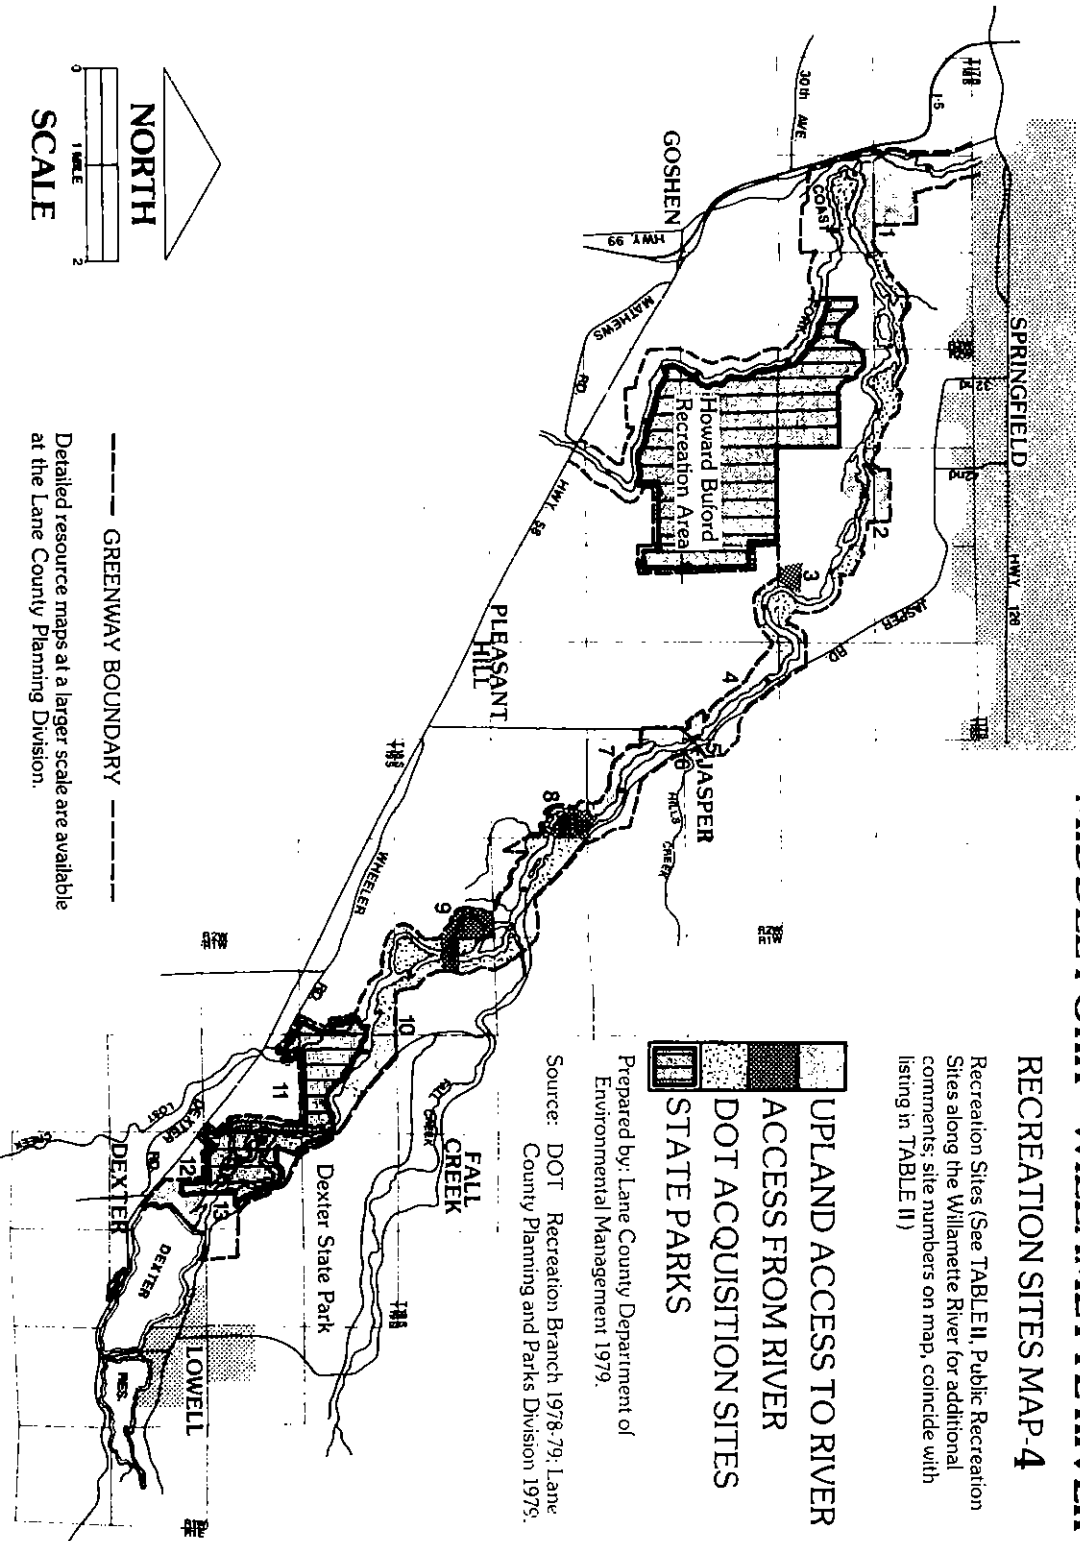 RECREATION SITES MAP-4
Recreation Sites (See TABLE II, Public Recreation
Sites along the Willamette River for additional
comments; site numbers on map, coincide with
listing in TABLE II)
UPLAND ACCESS TO RIVER
ACCESS FROM RIVER
DOT ACQUISITION SITES
STATE PARKS
Prepared by: Lane County Department of
Environmental Management 1979.
Source: DOT Recreation Branch 1978-79; Lane
County Planning and Parks Division 1979.
SPRINGFIELD
HWY. 126
32nd
42nd
I-5
30th AVE
GOSHEN
HWY. 99
COAST
FORK
MATHEWS
RD.
Howard Buford
Recreation Area
HWY. 58
JASPER
RD
PLEASANT
HILL
JASPER
HILLS
CREEK
WHEELER
RD
FALL
CREEK
FALL
CREEK
Dexter State Park
LOST
CREEK
DEXTER
RD.
DEXTER
DEXTER
RES.
LOWELL
1
2
3
4
5
6
7
8
9
10
11
12
13
NORTH
0
1 MILE
2
SCALE
GREENWAY BOUNDARY
Detailed resource maps at a larger scale are available
at the Lane County Planning Division.